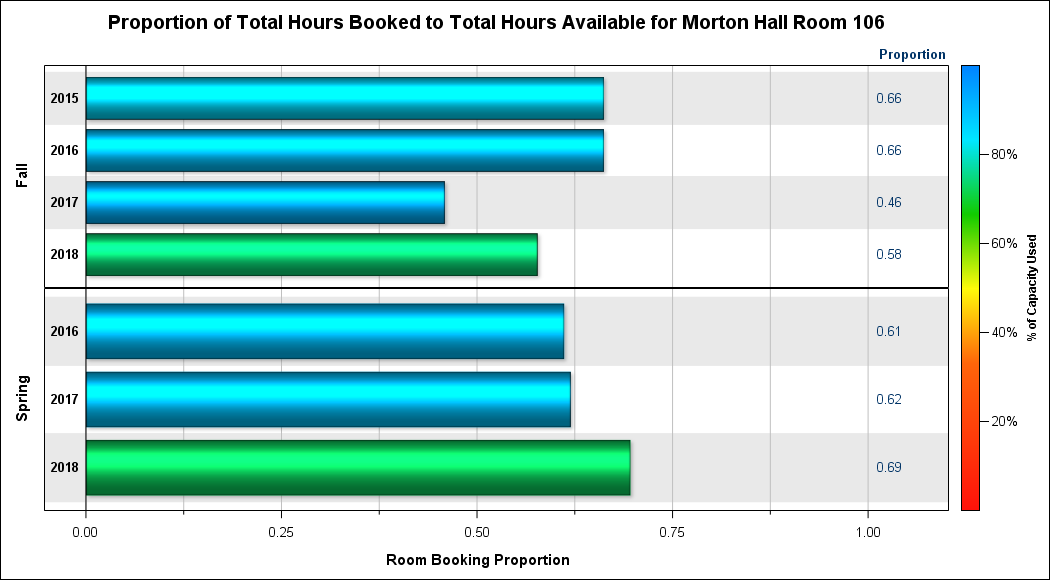 Proportion of Total Hours Booked to Total Hours Available for Morton Hall Room 106
Proportion
Fall
2015 0.66
2016 0.66
2017 0.46
2018 0.58
Spring
2016 0.61
2017 0.62
2018 0.69
0.00 0.25 0.50 0.75 1.00
Room Booking Proportion
80%
60%
40%
20%
% of Capacity Used